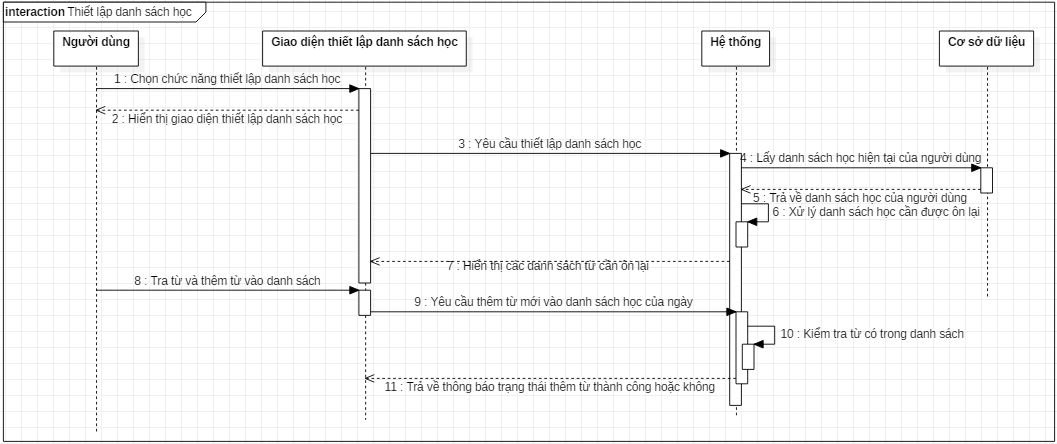 interaction Thiết lập danh sách học
Người dùng
Giao diện thiết lập danh sách học
Hệ thống
Cơ sở dữ liệu
1 : Chọn chức năng thiết lập danh sách học
2 : Hiển thị giao diện thiết lập danh sách học
3 : Yêu cầu thiết lập danh sách học
4 : Lấy danh sách học hiện tại của người dùng
5 : Trả về danh sách học của người dùng
6 : Xử lý danh sách học cần được ôn lại
7 : Hiển thị các danh sách từ cần ôn lại
8 : Tra từ và thêm từ vào danh sách
9 : Yêu cầu thêm từ mới vào danh sách học của ngày
10 : Kiểm tra từ có trong danh sách
11 : Trả về thông báo trạng thái thêm từ thành công hoặc không